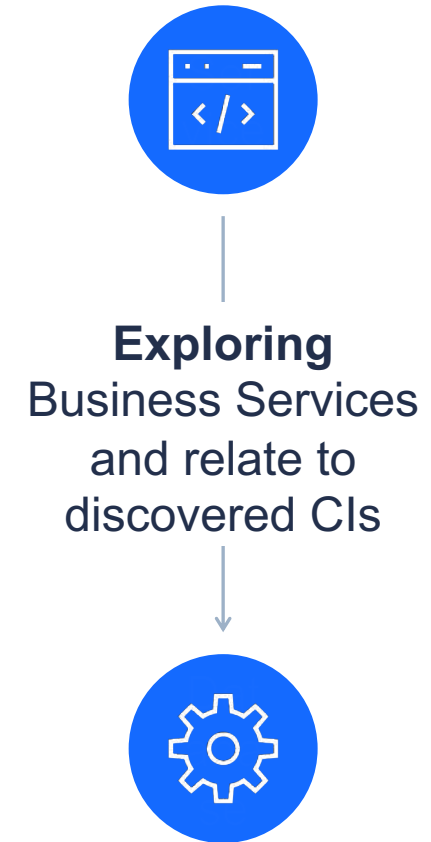 Exploring
Business Services
and relate to
discovered CIs